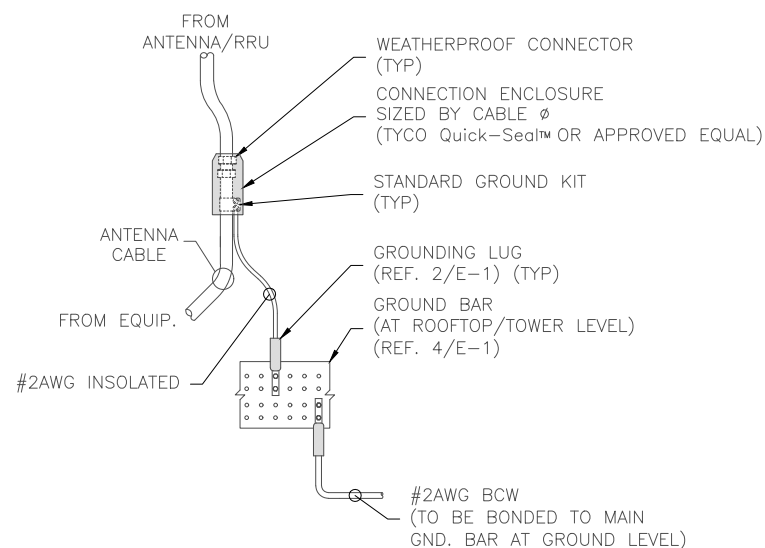 FROM
ANTENNA/RRU
WEATHERPROOF CONNECTOR
(TYP)
CONNECTION ENCLOSURE
SIZED BY CABLE Ø
(TYCO Quick-Seal™ OR APPROVED EQUAL)
STANDARD GROUND KIT
(TYP)
ANTENNA
CABLE
GROUNDING LUG
(REF. 2/E-1) (TYP)
FROM EQUIP.
GROUND BAR
(AT ROOFTOP/TOWER LEVEL)
(REF. 4/E-1)
#2AWG INSOLATED
#2AWG BCW
(TO BE BONDED TO MAIN
GND. BAR AT GROUND LEVEL)